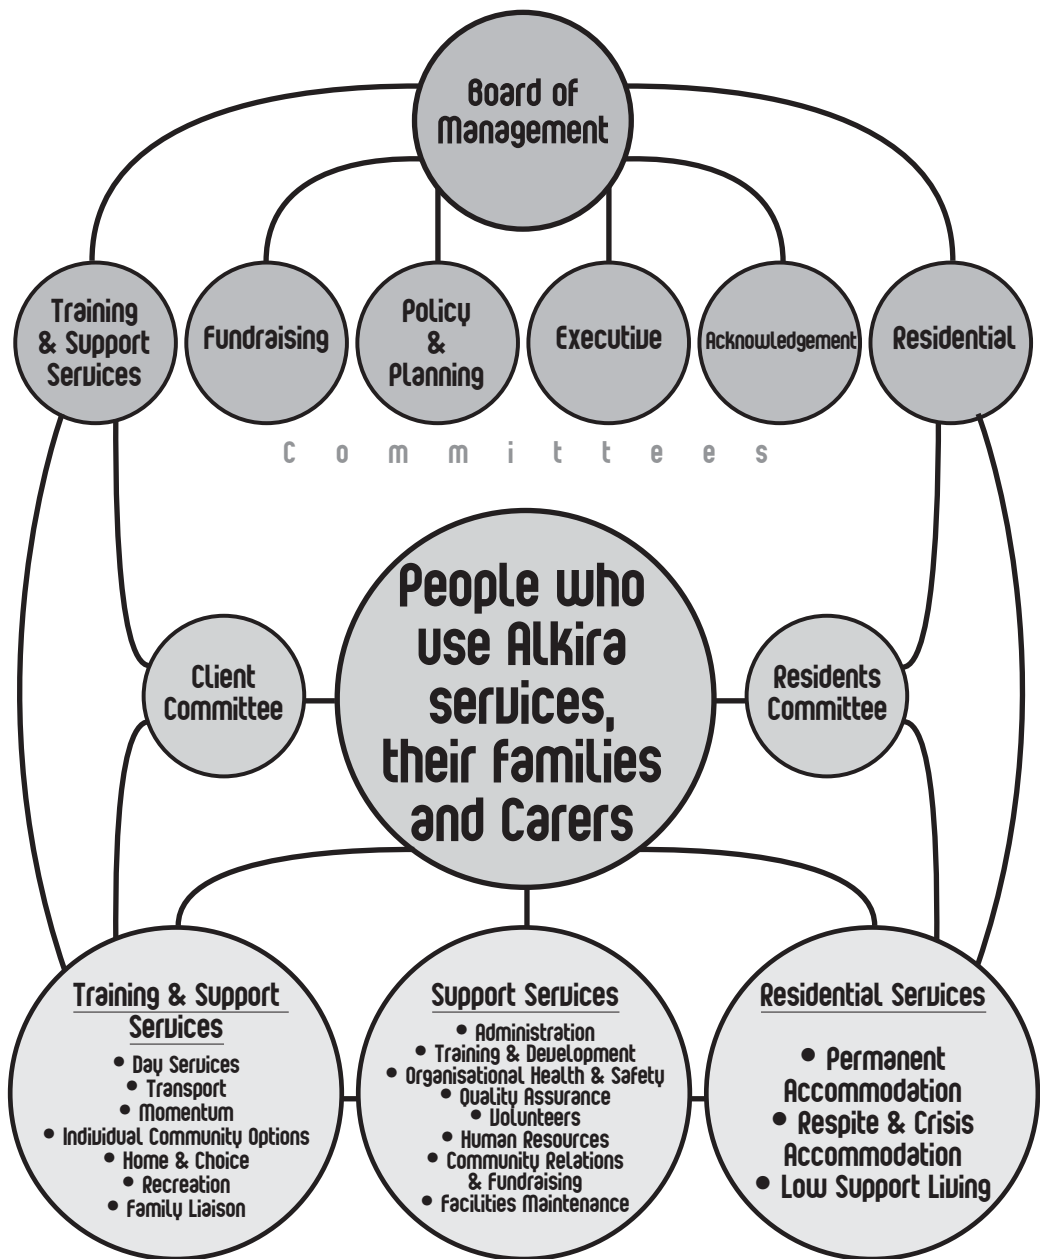 Board of
Management
Training
& Support
Services
Fundraising
Policy
&
Planning
Executive
Acknowledgement
Residential
Committees
People who
use Alkira
services,
their families
and Carers
Client
Committee
Residents
Committee
Training & Support
Services
• Day Services
• Transport
• Momentum
• Individual Community Options
• Home & Choice
• Recreation
• Family Liaison
Support Services
• Administration
• Training & Development
• Organisational Health & Safety
• Quality Assurance
• Volunteers
• Human Resources
• Community Relations
& Fundraising
• Facilities Maintenance
Residential Services
• Permanent
Accommodation
• Respite & Crisis
Accommodation
• Low Support Living